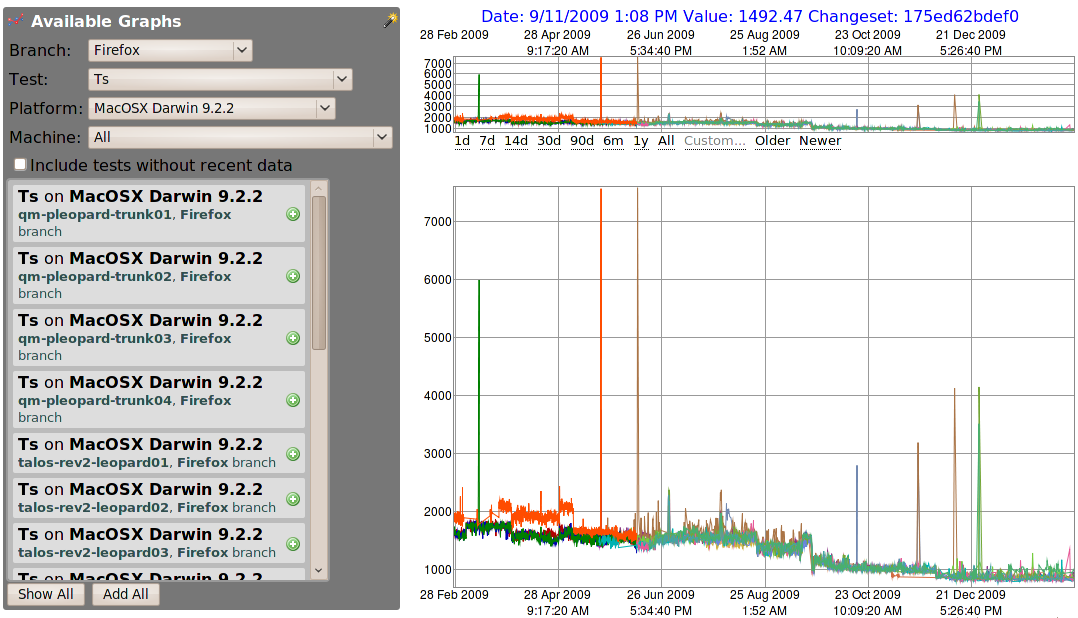 Available Graphs
Branch: Firefox
Test: Ts
Platform: MacOSX Darwin 9.2.2
Machine: All
Include tests without recent data
Ts on MacOSX Darwin 9.2.2
qm-pleopard-trunk01, Firefox
branch
Ts on MacOSX Darwin 9.2.2
qm-pleopard-trunk02, Firefox
branch
Ts on MacOSX Darwin 9.2.2
qm-pleopard-trunk03, Firefox
branch
Ts on MacOSX Darwin 9.2.2
qm-pleopard-trunk04, Firefox
branch
Ts on MacOSX Darwin 9.2.2
talos-rev2-leopard01, Firefox branch
Ts on MacOSX Darwin 9.2.2
talos-rev2-leopard02, Firefox branch
Ts on MacOSX Darwin 9.2.2
talos-rev2-leopard03, Firefox branch
Ts on MacOSX Darwin 9.2.2
Show All Add All
Date: 9/11/2009 1:08 PM Value: 1492.47 Changeset: 175ed62bdef0
28 Feb 2009 28 Apr 2009 26 Jun 2009 25 Aug 2009 23 Oct 2009 21 Dec 2009
9:17:20 AM 5:34:40 PM 1:52 AM 10:09:20 AM 5:26:40 PM
7000
6000
5000
4000
3000
2000
1000
1d 7d 14d 30d 90d 6m 1y All Custom... Older Newer
7000
6000
5000
4000
3000
2000
1000
28 Feb 2009 28 Apr 2009 26 Jun 2009 25 Aug 2009 23 Oct 2009 21 Dec 2009
9:17:20 AM 5:34:40 PM 1:52 AM 10:09:20 AM 5:26:40 PM